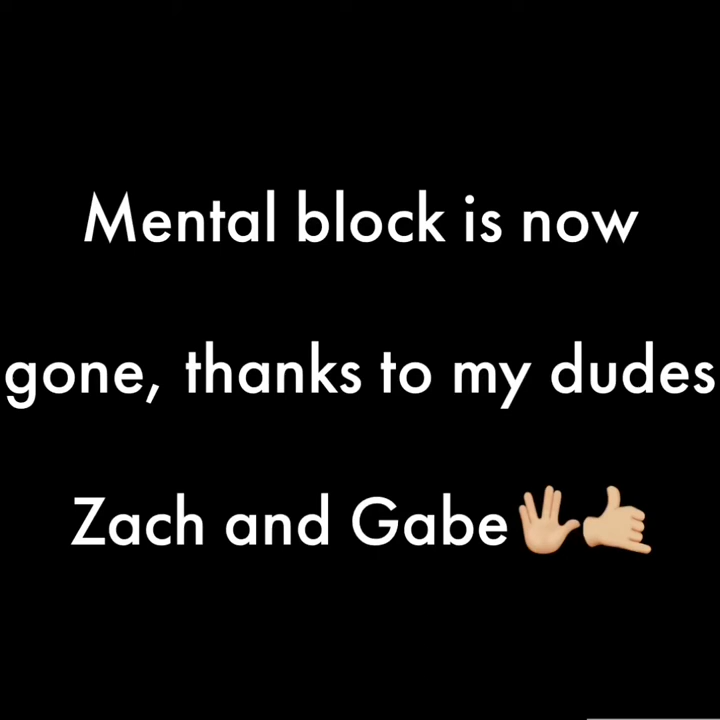 Mental block is now
gone, thanks to my dudes
Zach and Gabe🖖🏼🤙🏼